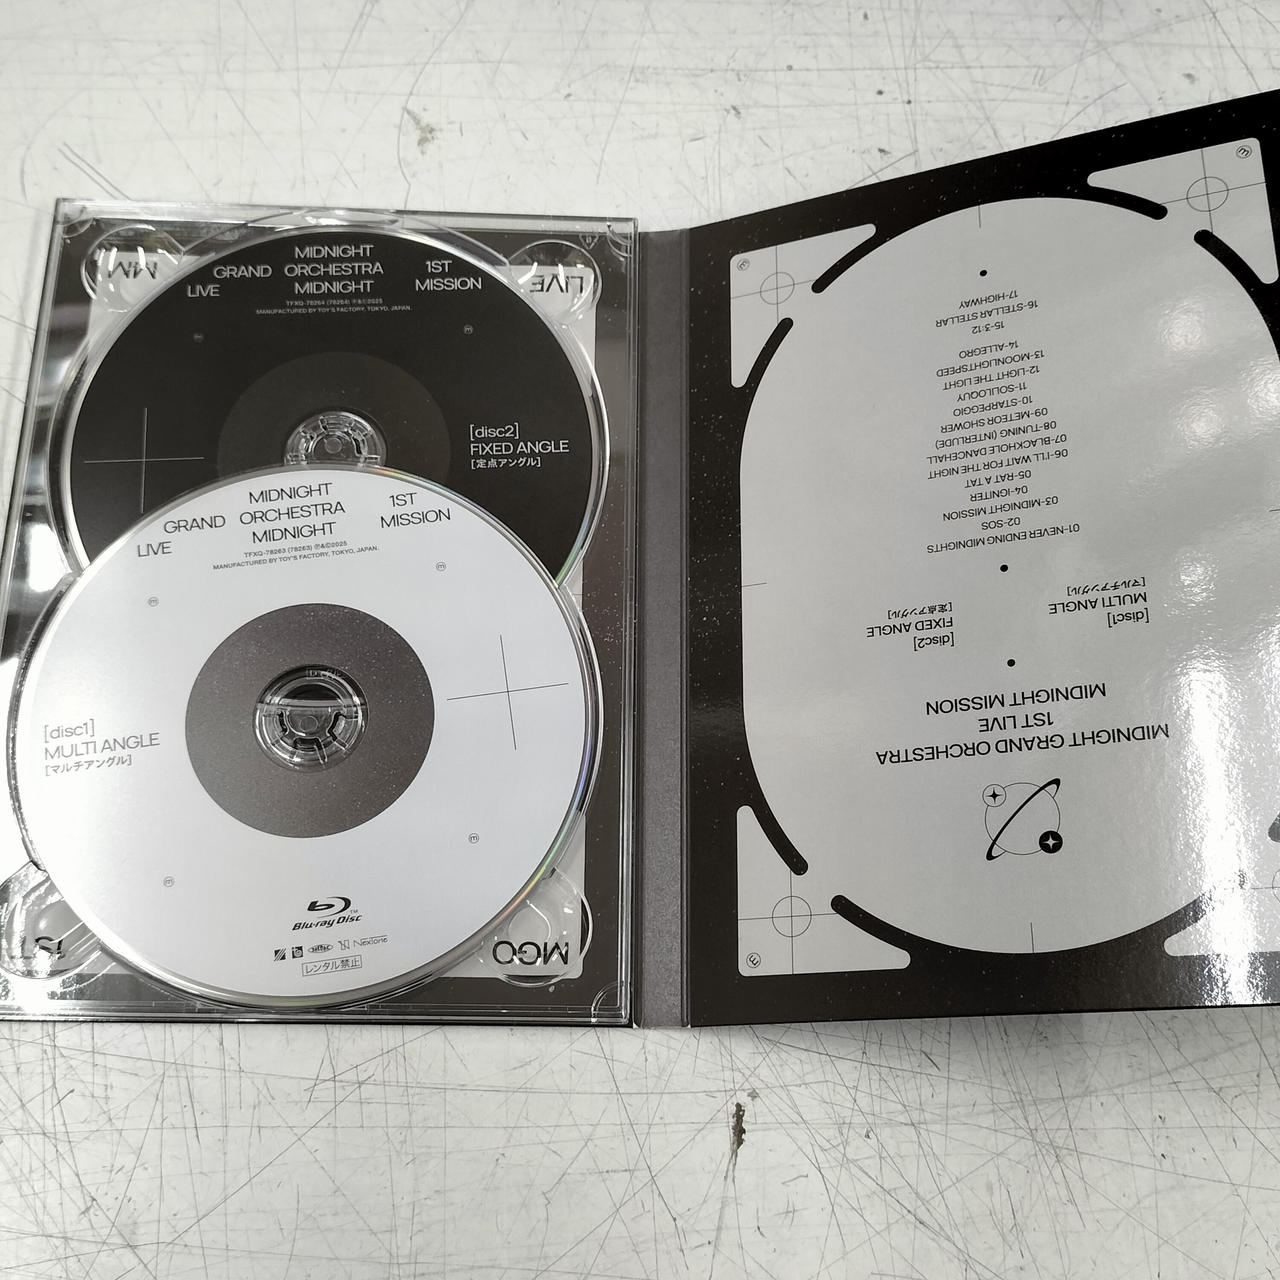 MIDNIGHT
GRAND ORCHESTRA 1ST
LIVE MIDNIGHT MISSION
TFXQ-78264 (78264) ℗&©2025
MANUFACTURED BY TOY'S FACTORY, TOKYO, JAPAN.
[disc2]
FIXED ANGLE
[定点アングル]
MIDNIGHT
GRAND ORCHESTRA 1ST
LIVE MIDNIGHT MISSION
TFXQ-78263 (78263) ℗&©2025
MANUFACTURED BY TOY'S FACTORY, TOKYO, JAPAN.
[disc1]
MULTI ANGLE
[マルチアングル]
Blu-ray Disc
TM
NexTone
レンタル禁止
MM
LIVE
1ST
MGO
MIDNIGHT GRAND ORCHESTRA
1ST LIVE
MIDNIGHT MISSION
[disc1]
MULTI ANGLE
[マルチアングル]
[disc2]
FIXED ANGLE
[定点アングル]
01-NEVER ENDING MIDNIGHTS
02-SOS
03-MIDNIGHT MISSION
04-IGNITER
05-RAT A TAT
06-I'LL WAIT FOR THE NIGHT
07-BLACKHOLE DANCEHALL
08-TUNING (INTERLUDE)
09-METEOR SHOWER
10-STARPEGGIO
11-SOLILOQUY
12-LIGHT THE LIGHT
13-MOONLIGHTSPEED
14-ALLEGRO
15-3:12
16-STELLAR STELLAR
17-HIGHWAY